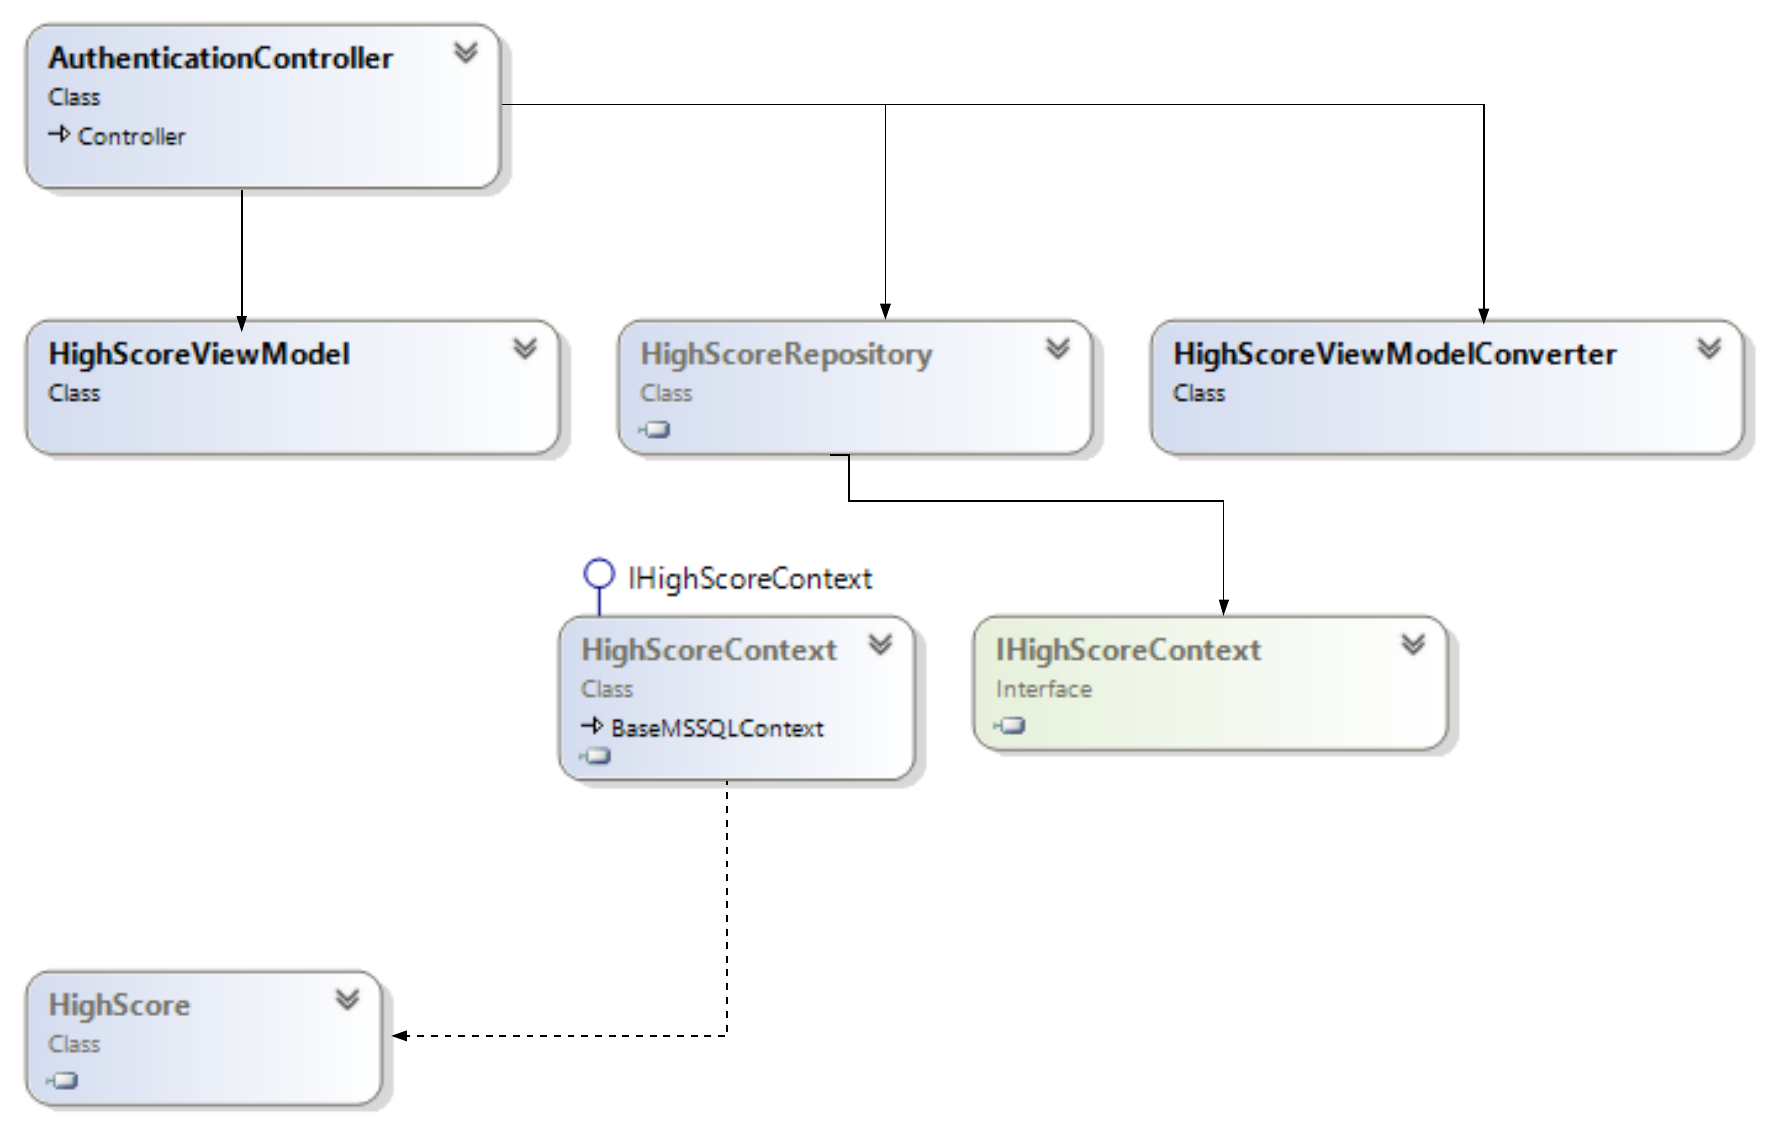 AuthenticationController
Class
Controller
HighScoreViewModel
Class
HighScoreRepository
Class
HighScoreViewModelConverter
Class
IHighScoreContext
HighScoreContext
Class
BaseMSSQLContext
IHighScoreContext
Interface
HighScore
Class